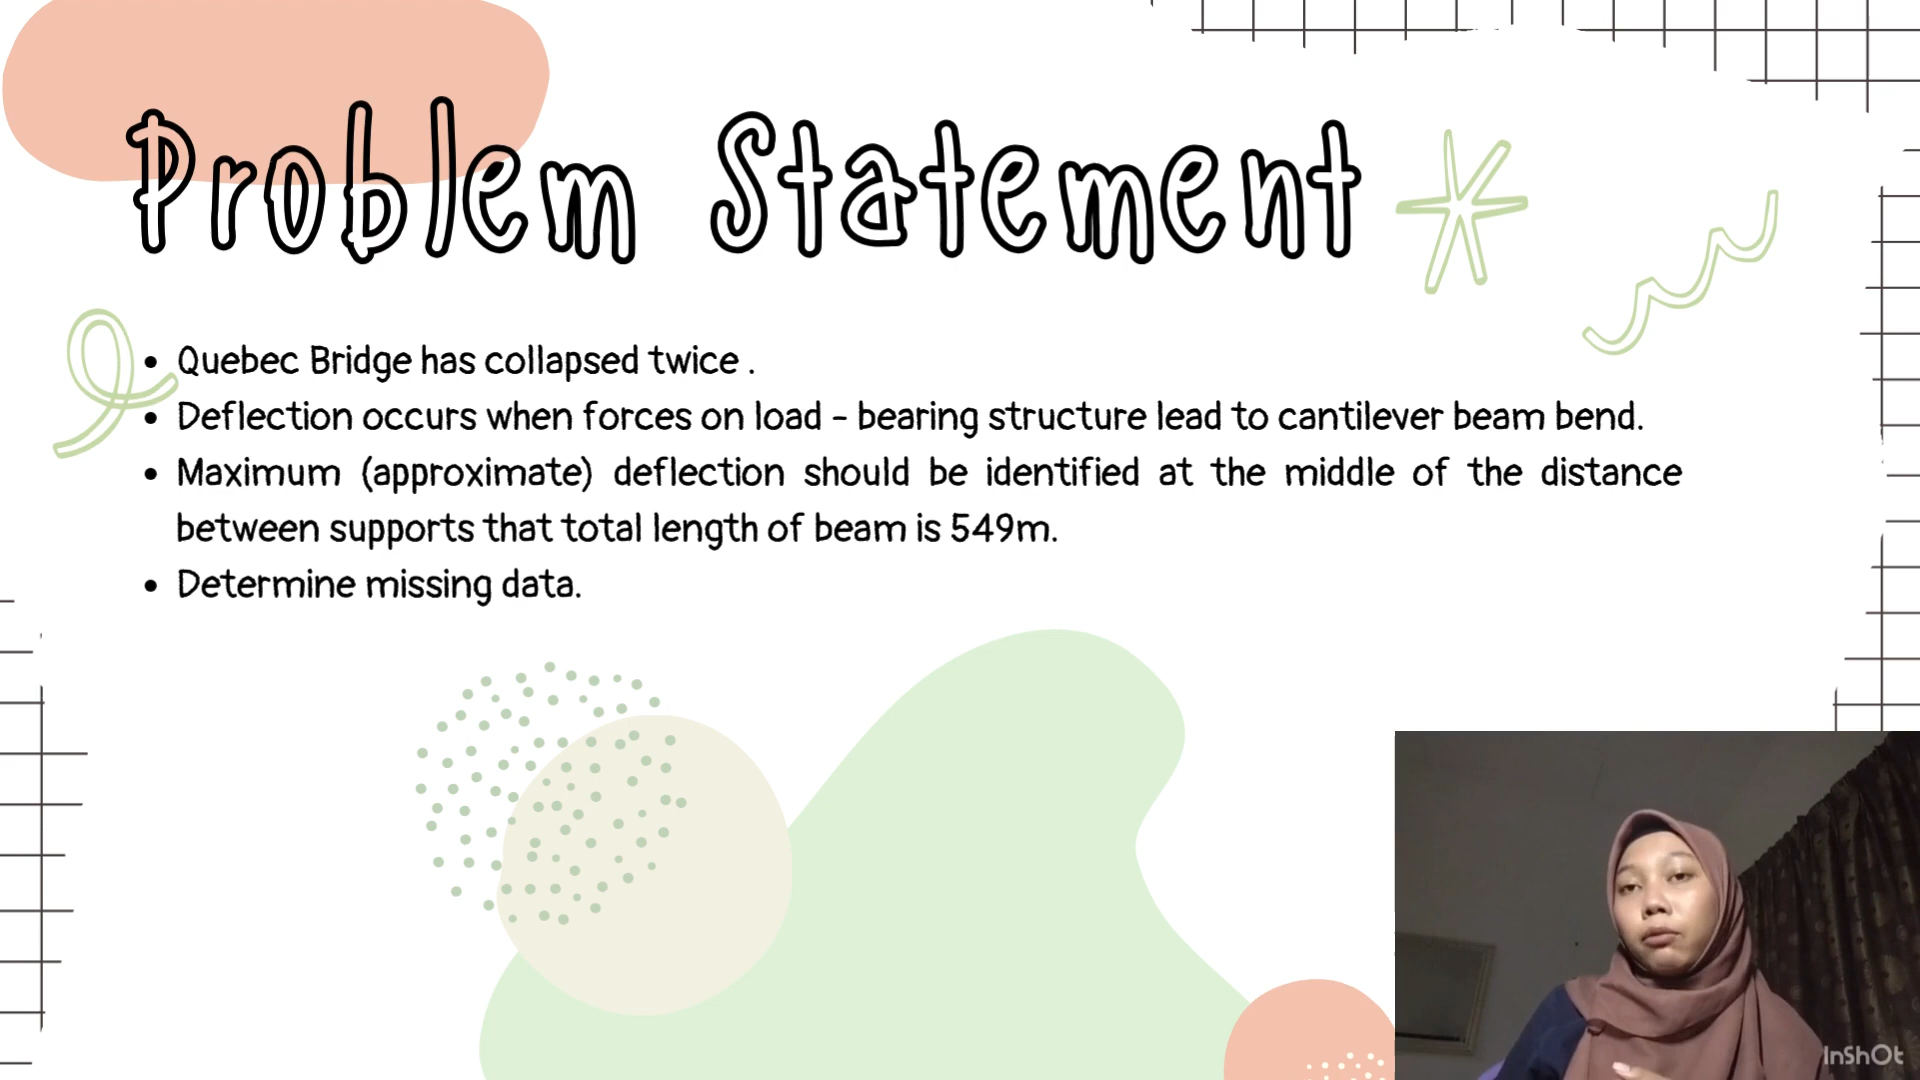 Problem Statement
• Quebec Bridge has collapsed twice .
• Deflection occurs when forces on load - bearing structure lead to cantilever beam bend.
• Maximum (approximate) deflection should be identified at the middle of the distance
between supports that total length of beam is 549m.
• Determine missing data.
InShOt